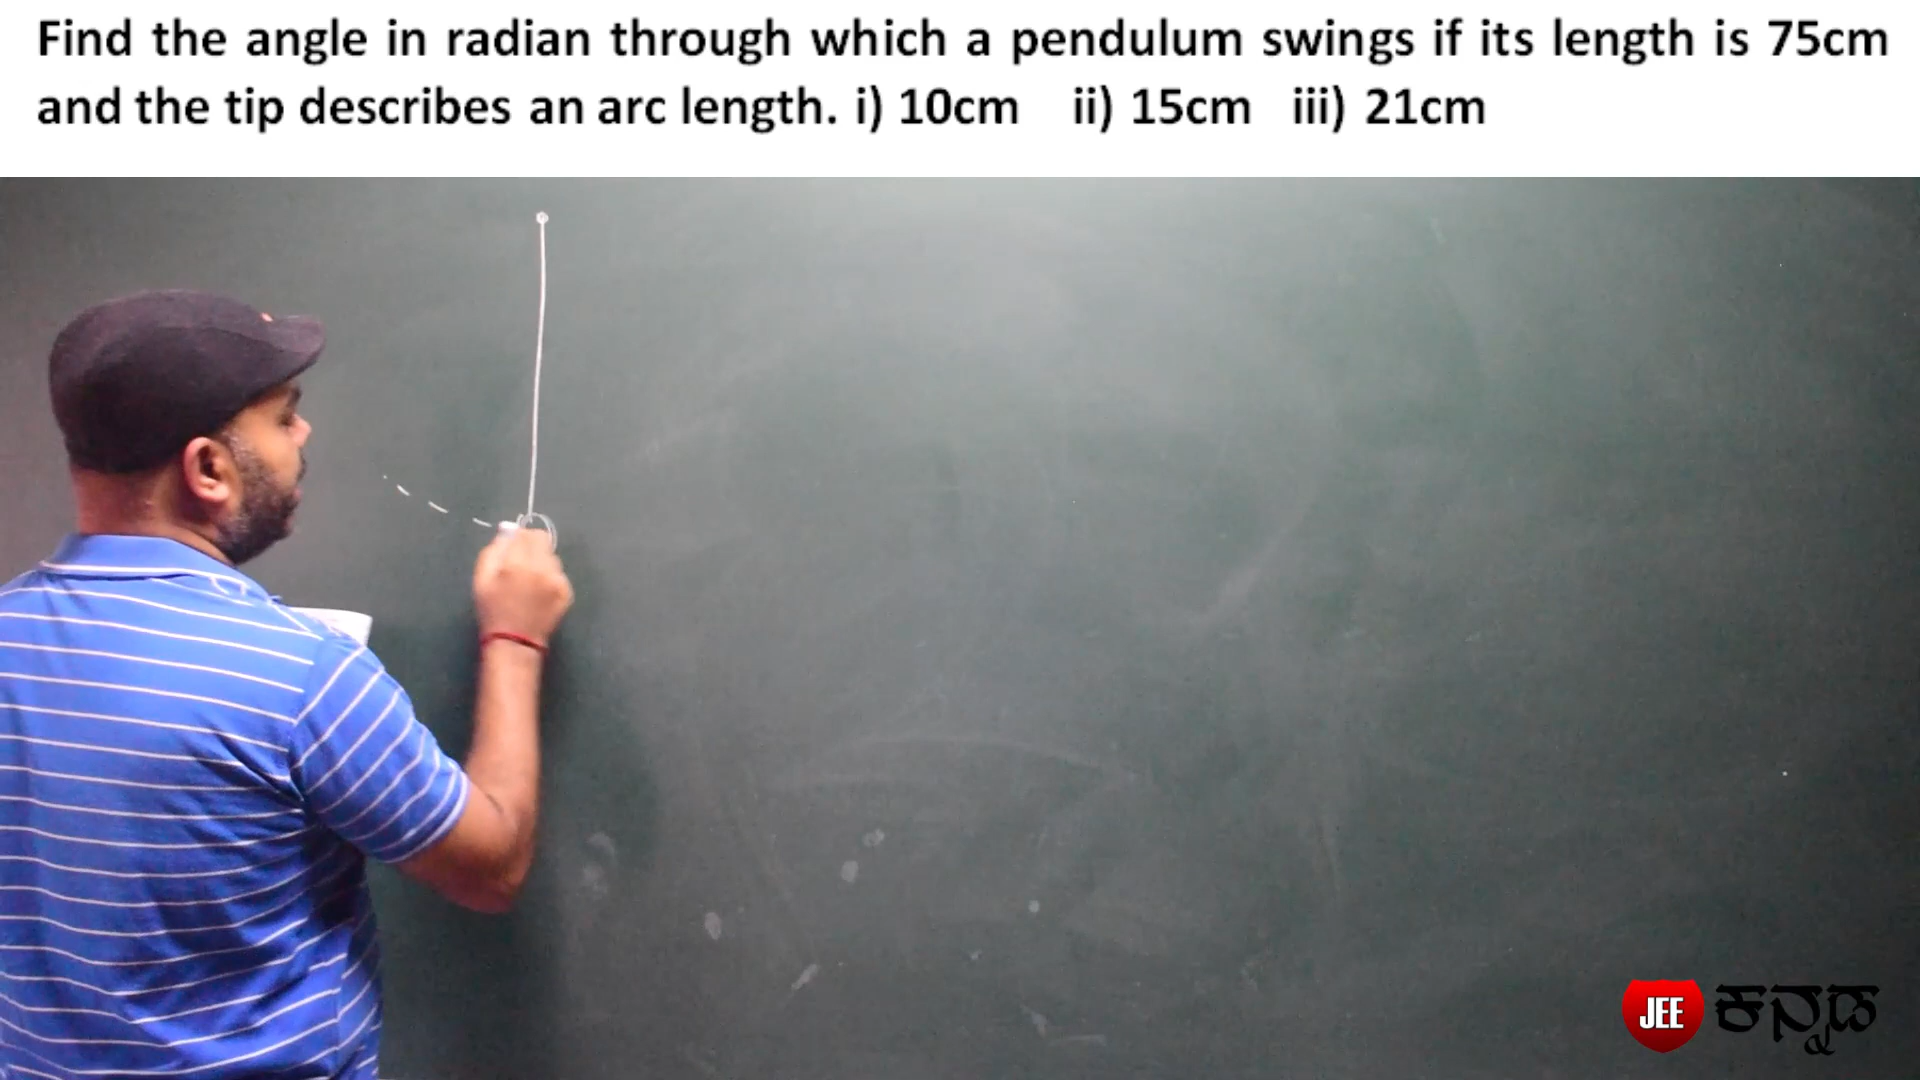 Find the angle in radian through which a pendulum swings if its length is 75cm
and the tip describes an arc length. i) 10cm ii) 15cm iii) 21cm
JEE ಕನ್ನಡ